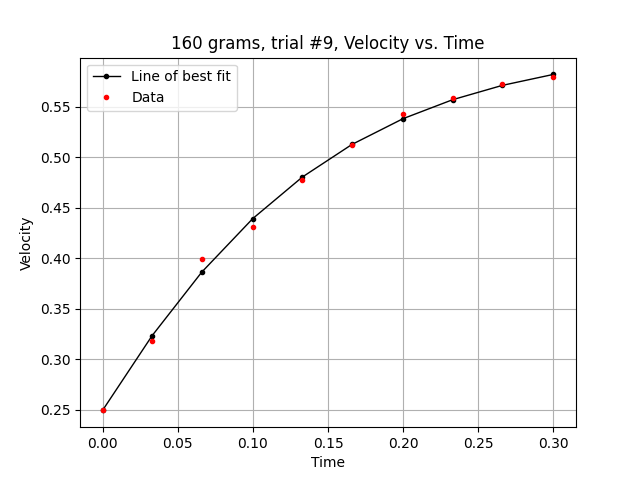 160 grams, trial #9, Velocity vs. Time
Line of best fit
Data
0.55
0.50
0.45
0.40
0.35
0.30
0.25
Velocity
0.00 0.05 0.10 0.15 0.20 0.25 0.30
Time